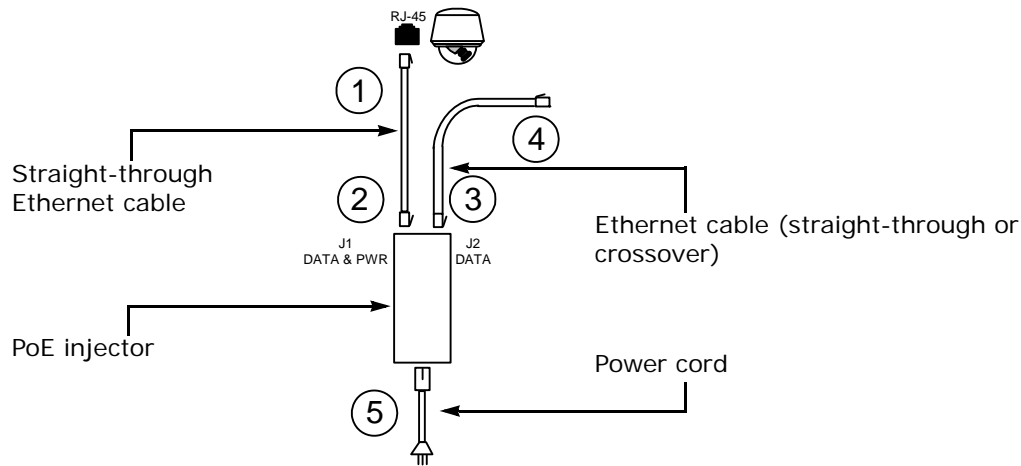 RJ-45
1
4
Straight-through
Ethernet cable
2
3
Ethernet cable (straight-through or
crossover)
J1
DATA & PWR
J2
DATA
PoE injector
Power cord
5